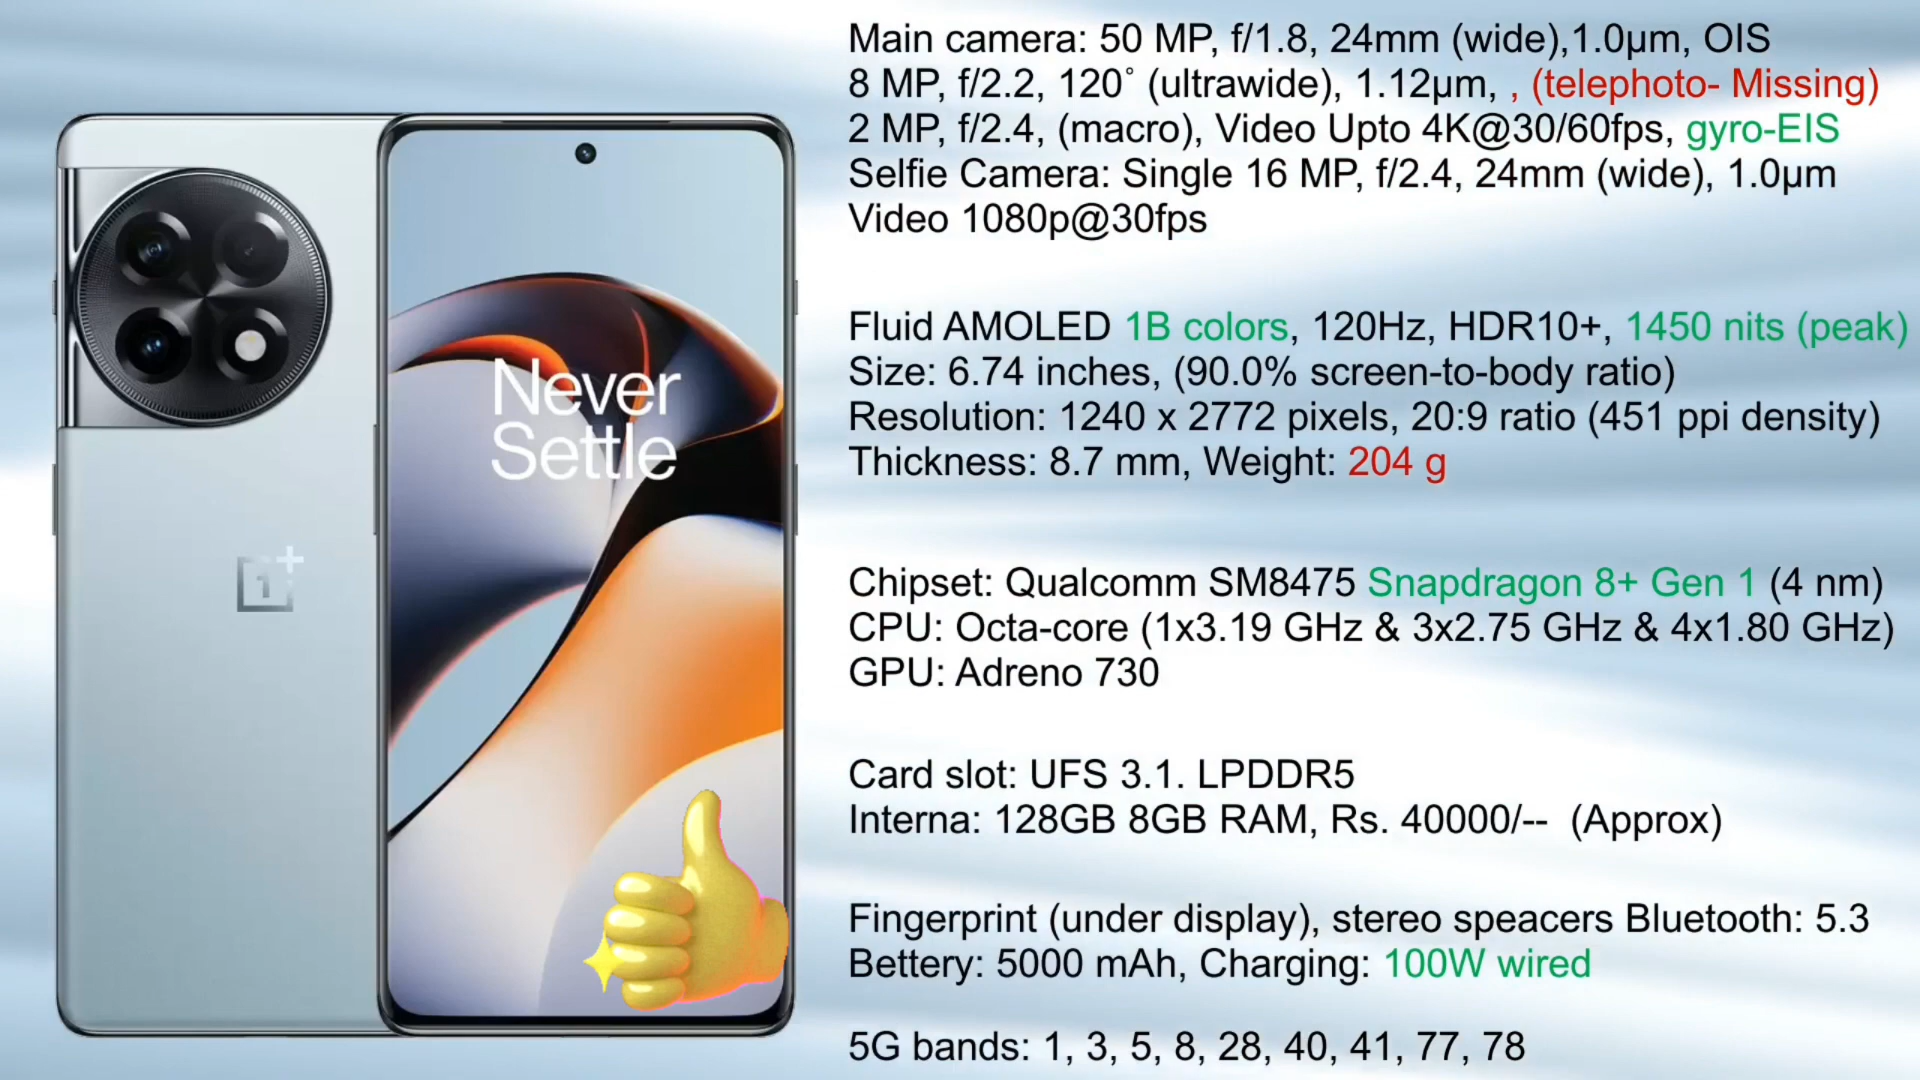 Never
Settle
1+
Main camera: 50 MP, f/1.8, 24mm (wide),1.0µm, OIS
8 MP, f/2.2, 120˚ (ultrawide), 1.12µm, , (telephoto- Missing)
2 MP, f/2.4, (macro), Video Upto 4K@30/60fps, gyro-EIS
Selfie Camera: Single 16 MP, f/2.4, 24mm (wide), 1.0µm
Video 1080p@30fps
Fluid AMOLED 1B colors, 120Hz, HDR10+, 1450 nits (peak)
Size: 6.74 inches, (90.0% screen-to-body ratio)
Resolution: 1240 x 2772 pixels, 20:9 ratio (451 ppi density)
Thickness: 8.7 mm, Weight: 204 g
Chipset: Qualcomm SM8475 Snapdragon 8+ Gen 1 (4 nm)
CPU: Octa-core (1x3.19 GHz & 3x2.75 GHz & 4x1.80 GHz)
GPU: Adreno 730
Card slot: UFS 3.1. LPDDR5
Interna: 128GB 8GB RAM, Rs. 40000/-- (Approx)
Fingerprint (under display), stereo speacers Bluetooth: 5.3
Bettery: 5000 mAh, Charging: 100W wired
5G bands: 1, 3, 5, 8, 28, 40, 41, 77, 78